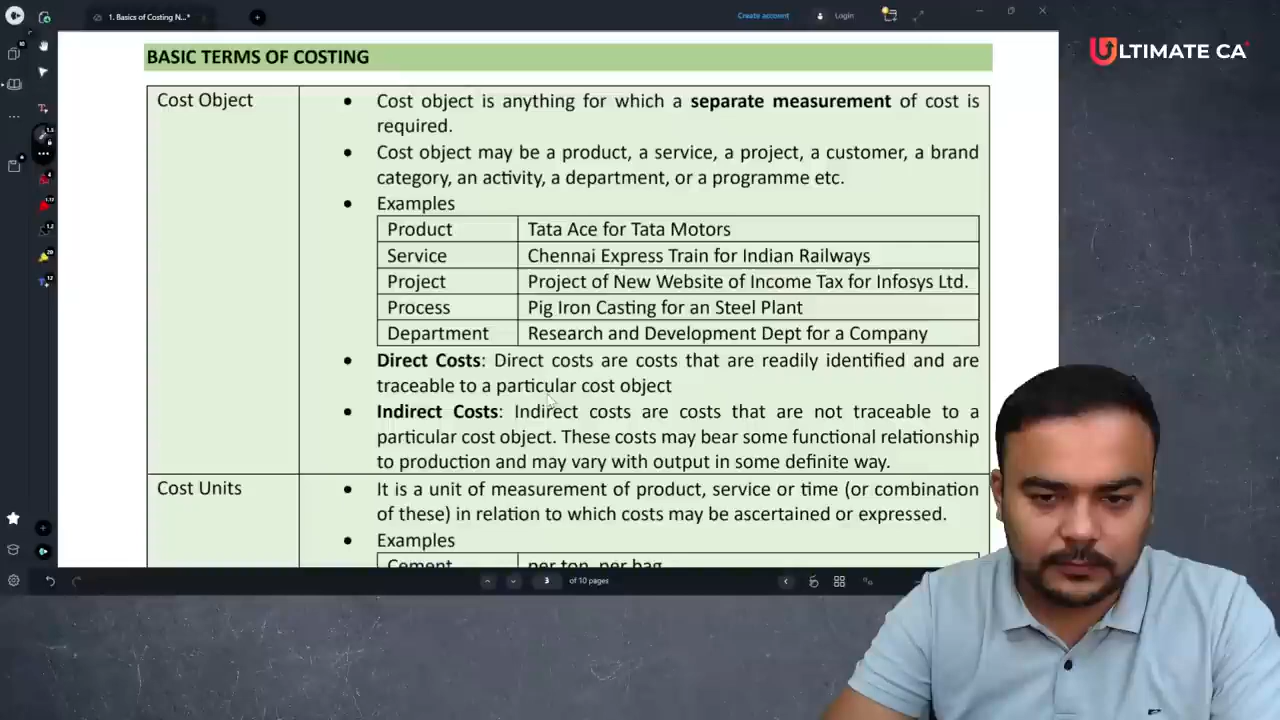 1. Basics of Costing N...*
Create account
Login
ULTIMATE CA
BASIC TERMS OF COSTING
Cost Object
• Cost object is anything for which a separate measurement of cost is
required.
• Cost object may be a product, a service, a project, a customer, a brand
category, an activity, a department, or a programme etc.
• Examples
Product Tata Ace for Tata Motors
Service Chennai Express Train for Indian Railways
Project Project of New Website of Income Tax for Infosys Ltd.
Process Pig Iron Casting for an Steel Plant
Department Research and Development Dept for a Company
• Direct Costs: Direct costs are costs that are readily identified and are
traceable to a particular cost object
• Indirect Costs: Indirect costs are costs that are not traceable to a
particular cost object. These costs may bear some functional relationship
to production and may vary with output in some definite way.
Cost Units
• It is a unit of measurement of product, service or time (or combination
of these) in relation to which costs may be ascertained or expressed.
• Examples
Cement per ton, per bag
3 of 10 pages